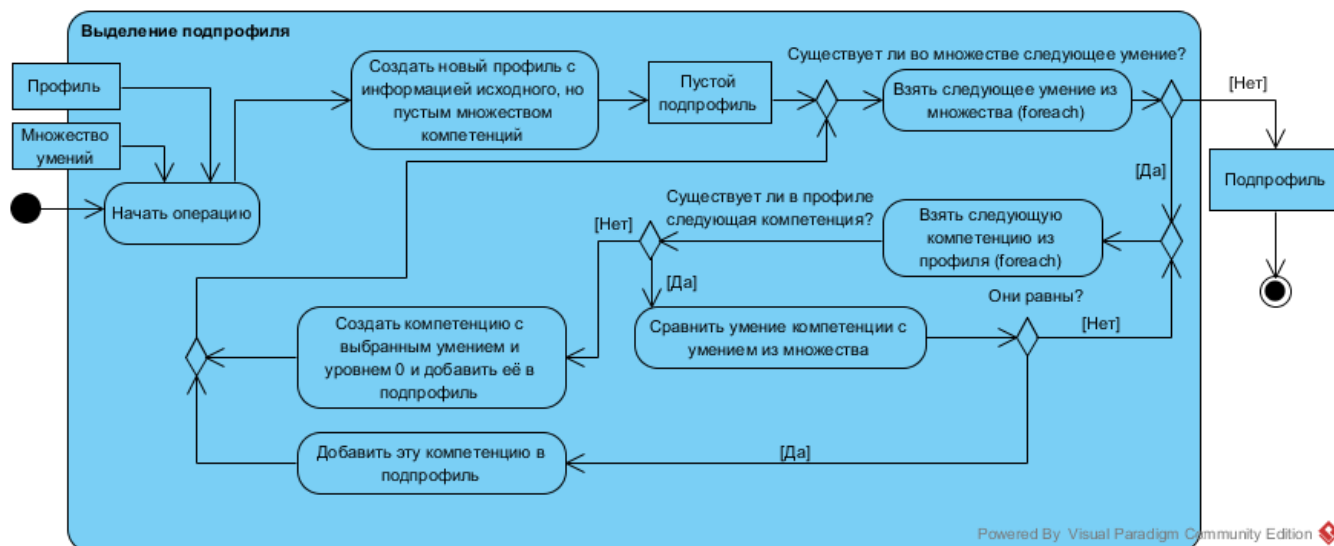 Выделение подпрофиля
Профиль
Множество
умений
Начать операцию
Создать новый профиль с
информацией исходного, но
пустым множеством
компетенций
Пустой
подпрофиль
Существует ли во множестве следующее умение?
Взять следующее умение из
множества (foreach)
[Нет]
Подпрофиль
[Да]
Взять следующую
компетенцию из
профиля (foreach)
Существует ли в профиле
следующая компетенция?
[Нет]
[Да]
Сравнить умение компетенции с
умением из множества
Они равны?
[Нет]
[Да]
Создать компетенцию с
выбранным умением и
уровнем 0 и добавить её в
подпрофиль
Добавить эту компетенцию в
подпрофиль
Powered By Visual Paradigm Community Edition